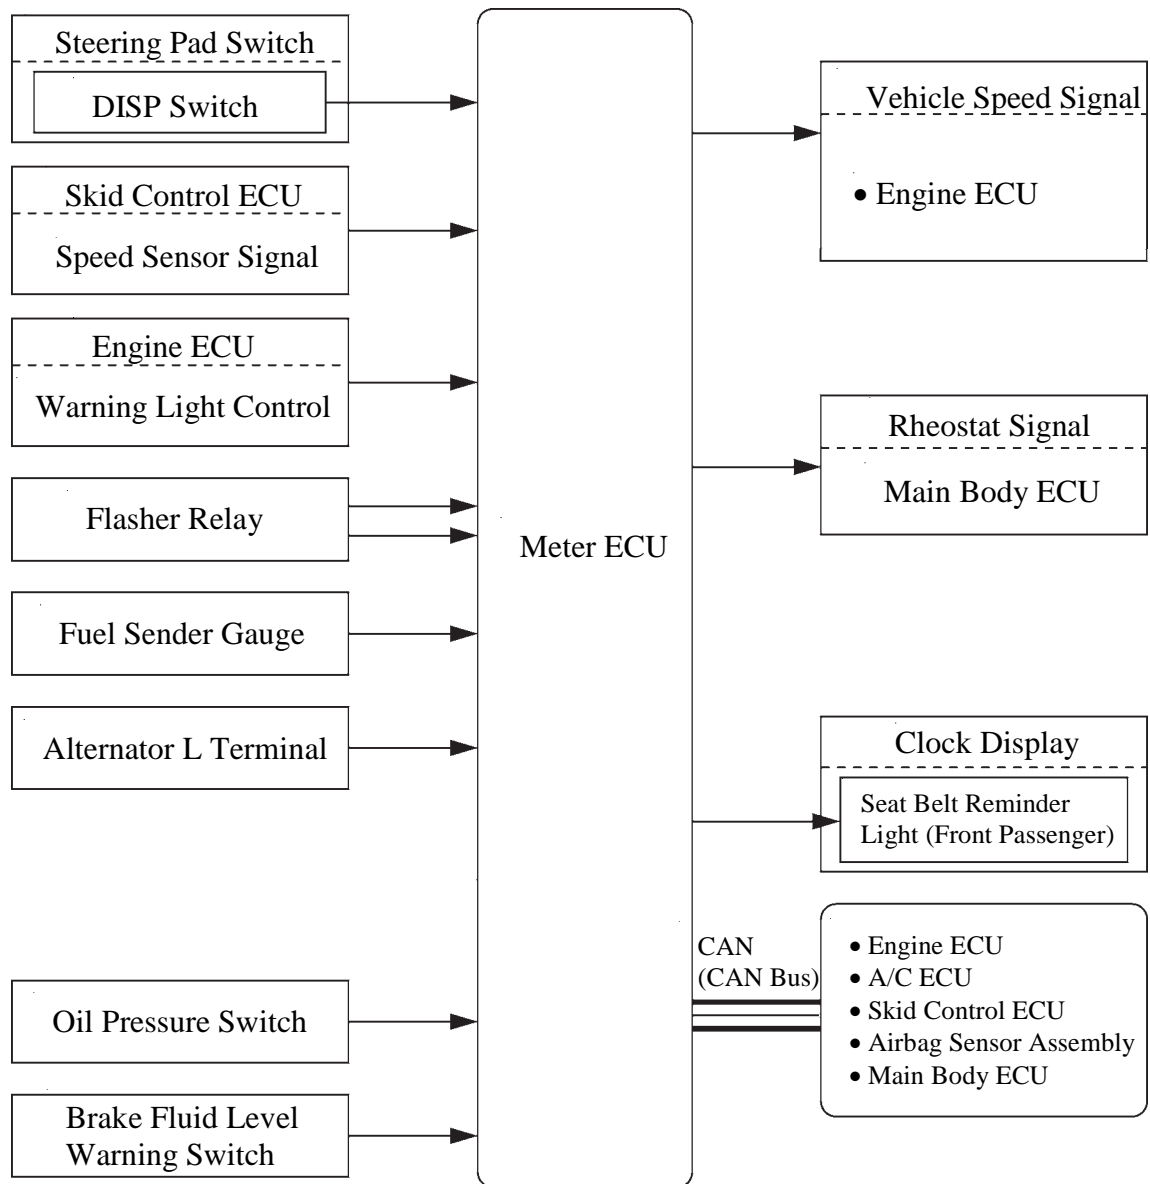 Steering Pad Switch
DISP Switch
Skid Control ECU
Speed Sensor Signal
Engine ECU
Warning Light Control
Flasher Relay
Fuel Sender Gauge
Alternator L Terminal
Oil Pressure Switch
Brake Fluid Level
Warning Switch
Meter ECU
Vehicle Speed Signal
• Engine ECU
Rheostat Signal
Main Body ECU
Clock Display
Seat Belt Reminder
Light (Front Passenger)
CAN
(CAN Bus)
• Engine ECU
• A/C ECU
• Skid Control ECU
• Airbag Sensor Assembly
• Main Body ECU